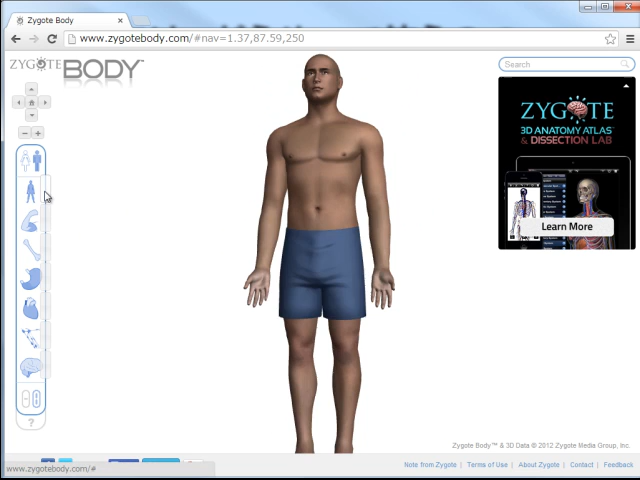 Zygote Body
www.zygotebody.com/#nav=1.37,87.59,250
ZYGOTE BODY™
Search
ZYGOTE
3D ANATOMY ATLAS
& DISSECTION LAB
Learn More
?
Zygote Body™ & 3D Data © 2012 Zygote Media Group, Inc.
www.zygotebody.com/#
Note from Zygote | Terms of Use | About Zygote | Contact | Feedback